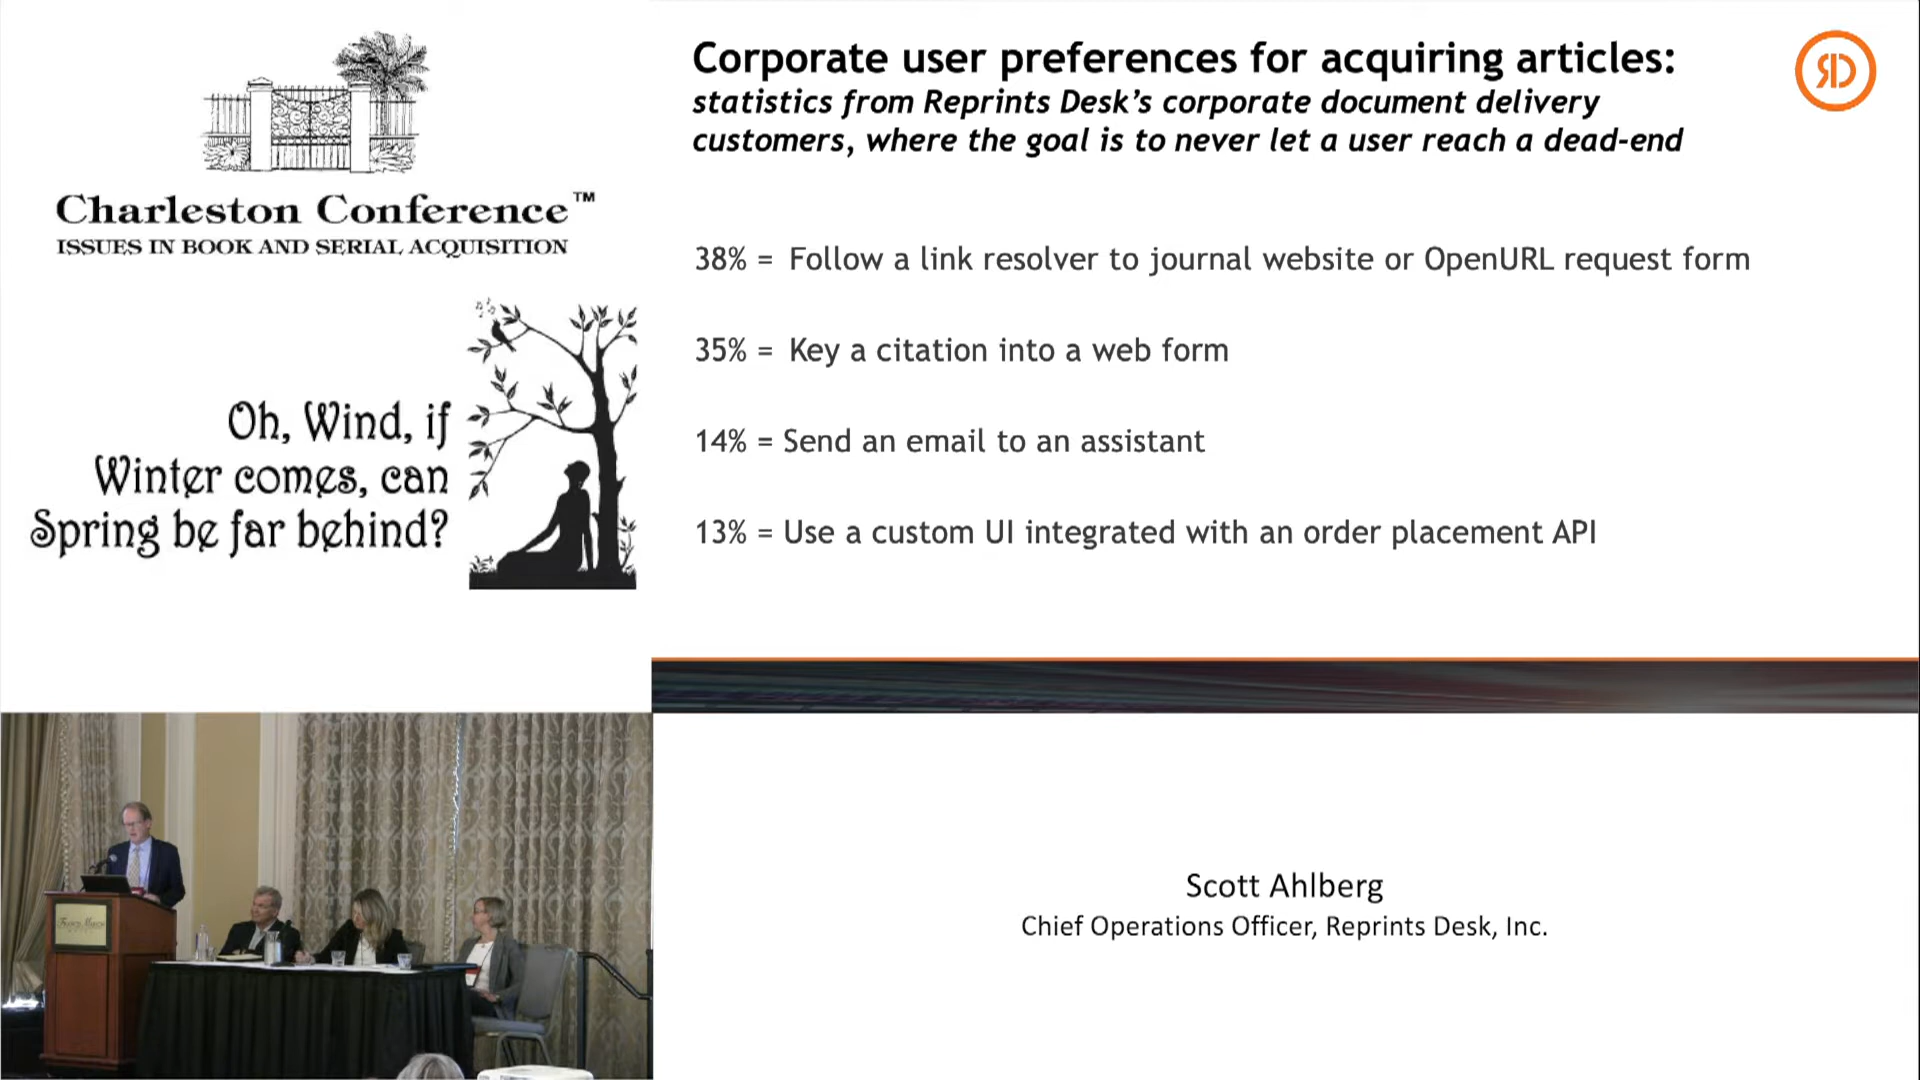 Charleston Conference™
ISSUES IN BOOK AND SERIAL ACQUISITION
Oh, Wind, if
Winter comes, can
Spring be far behind?
Corporate user preferences for acquiring articles:
statistics from Reprints Desk’s corporate document delivery
customers, where the goal is to never let a user reach a dead-end
38% = Follow a link resolver to journal website or OpenURL request form
35% = Key a citation into a web form
14% = Send an email to an assistant
13% = Use a custom UI integrated with an order placement API
Scott Ahlberg
Chief Operations Officer, Reprints Desk, Inc.